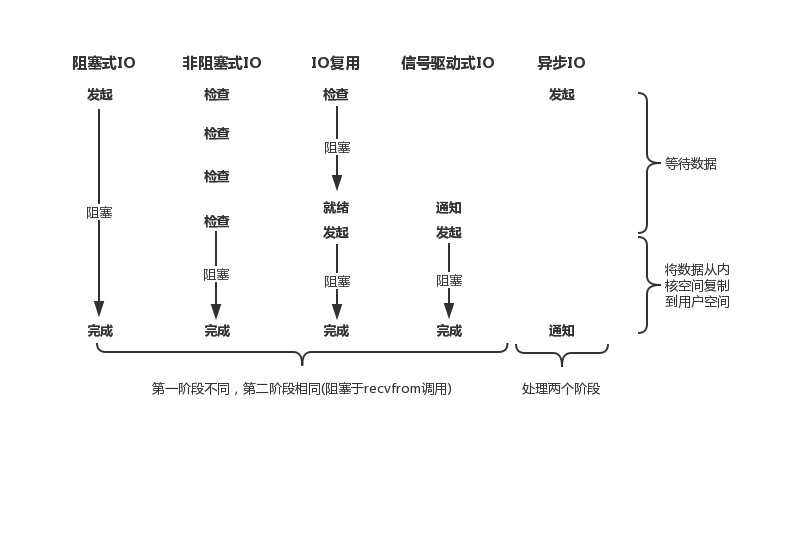 阻塞式IO 非阻塞式IO IO复用 信号驱动式IO 异步IO
发起 检查 检查 发起
检查
阻塞
等待数据
检查
就绪 通知
阻塞
检查
发起 发起
将数据从内
核空间复制
到用户空间
阻塞 阻塞 阻塞
完成 完成 完成 完成 通知
第一阶段不同，第二阶段相同(阻塞于recvfrom调用) 处理两个阶段